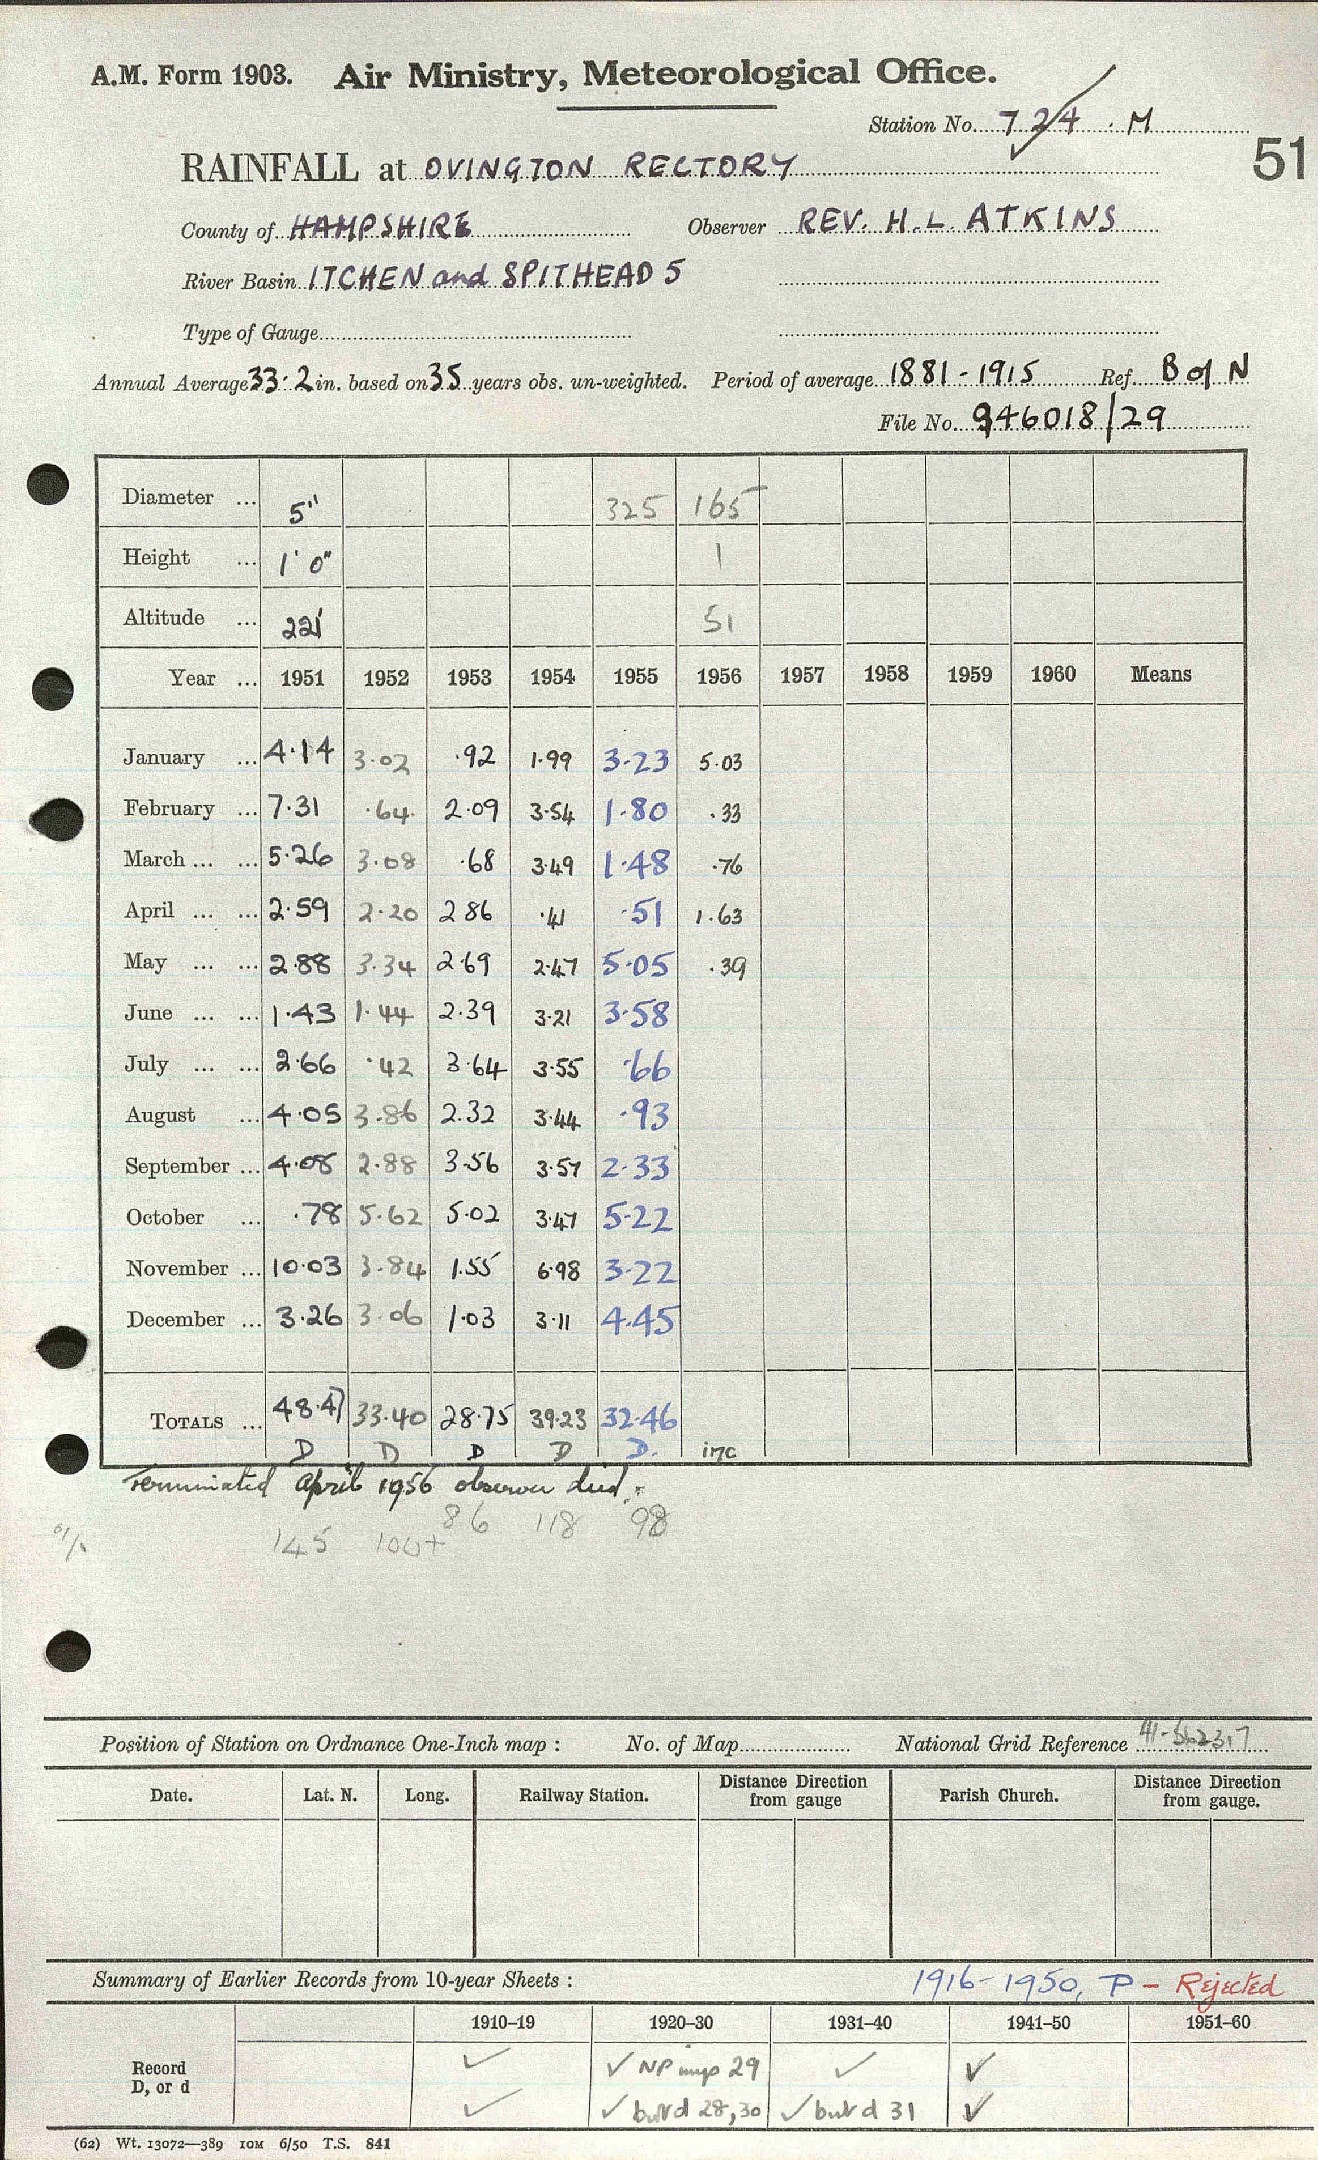 A.M. Form 1903. Air Ministry, Meteorological Office.
Station No. 724 . M
51
RAINFALL at OVINGTON RECTORY
County of HAMPSHIRE Observer REV. H.L. ATKINS
River Basin ITCHEN and SPITHEAD 5
Type of Gauge
Annual Average 33.2 in. based on 35 years obs. un-weighted. Period of average 1881-1915 Ref. B of N
File No. 946018/29
Diameter ... 5" 325 165
Height ... 1' 0" 1
Altitude ... 221' 51
Year ... 1951 1952 1953 1954 1955 1956 1957 1958 1959 1960 Means
January ... 4.14 3.02 .92 1.99 3.23 5.03
February ... 7.31 .64 2.09 3.54 1.80 .33
March ... ... 5.26 3.08 .68 3.49 1.48 .76
April ... ... 2.59 2.20 2 86 .41 .51 1.63
May ... ... 2.88 3.34 2.69 2.47 5.05 .39
June ... ... 1.43 1.44 2.39 3.21 3.58
July ... ... 2.66 .42 3.64 3.55 .66
August ... 4.05 3.86 2.32 3.44 .93
September ... 4.08 2.88 3.56 3.57 2.33
October ... .78 5.62 5.02 3.47 5.22
November ... 10.03 3.84 1.55 6.98 3.22
December ... 3.26 3.06 1.03 3.11 4.45
TOTALS ... 48.47 33.40 28.75 39.23 32.46
D D D D D. inc
Terminated April 1956 observer died.
86 118 98
145 100+
Position of Station on Ordnance One-Inch map : No. of Map National Grid Reference 41-562317
Date. Lat. N. Long. Railway Station. Distance Direction from gauge Parish Church. Distance Direction from gauge.
Summary of Earlier Records from 10-year Sheets : 1916-1950, P - Rejected
1910–19 1920–30 1931–40 1941–50 1951–60
Record ✓ ✓ NP 29 ✓ ✓
D, or d ✓ ✓ but d 28,30 ✓ but d 31 ✓
(62) Wt. 13072—389 10M 6/50 T.S. 841